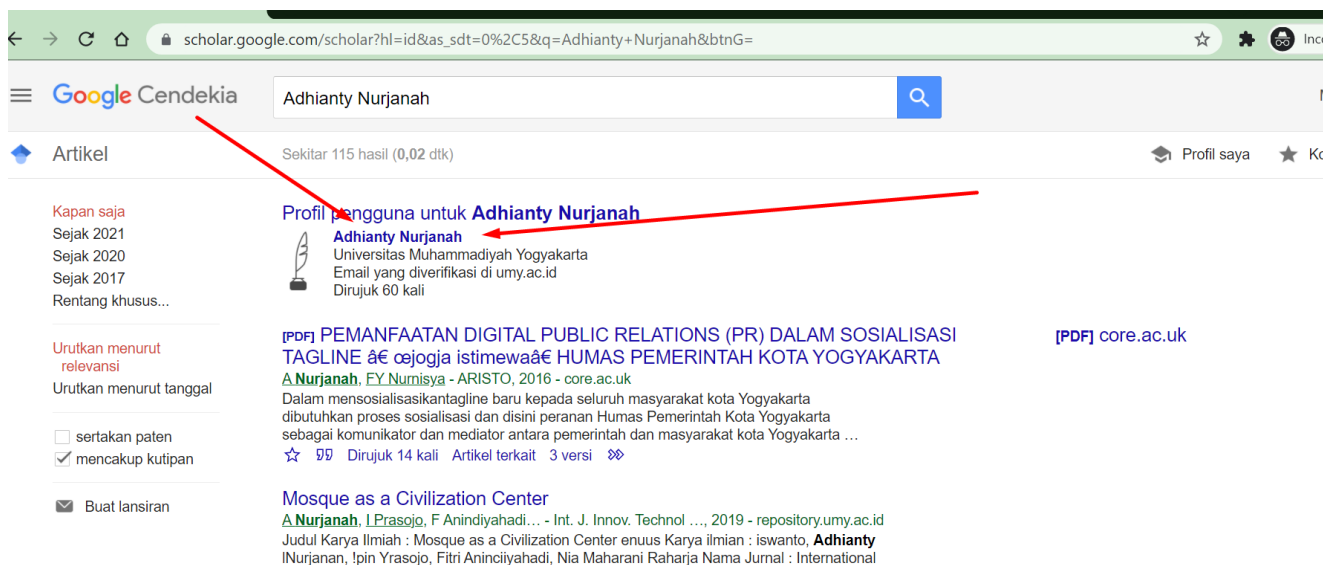 scholar.google.com/scholar?hl=id&as_sdt=0%2C5&q=Adhianty+Nurjanah&btnG=
Google Cendekia
Adhianty Nurjanah
Artikel
Sekitar 115 hasil (0,02 dtk)
Profil saya
Kapan saja
Sejak 2021
Sejak 2020
Sejak 2017
Rentang khusus...
Urutkan menurut
relevansi
Urutkan menurut tanggal
sertakan paten
mencakup kutipan
Buat lansiran
Profil pengguna untuk Adhianty Nurjanah
Adhianty Nurjanah
Universitas Muhammadiyah Yogyakarta
Email yang diverifikasi di umy.ac.id
Dirujuk 60 kali
[PDF] PEMANFAATAN DIGITAL PUBLIC RELATIONS (PR) DALAM SOSIALISASI
TAGLINE â€ œjogja istimewaâ€ HUMAS PEMERINTAH KOTA YOGYAKARTA
A Nurjanah, FY Nurnisya - ARISTO, 2016 - core.ac.uk
Dalam mensosialisasikantagline baru kepada seluruh masyarakat kota Yogyakarta
dibutuhkan proses sosialisasi dan disini peranan Humas Pemerintah Kota Yogyakarta
sebagai komunikator dan mediator antara pemerintah dan masyarakat kota Yogyakarta …
Dirujuk 14 kali Artikel terkait 3 versi
[PDF] core.ac.uk
Mosque as a Civilization Center
A Nurjanah, I Prasojo, F Anindiyahadi… - Int. J. Innov. Technol …, 2019 - repository.umy.ac.id
Judul Karya Ilmiah : Mosque as a Civilization Center enuus Karya ilmian : iswanto, Adhianty
lNurjanan, !pin Yrasojo, Fitri Aninciiyahadi, Nia Maharani Raharja Nama Jurnal : International